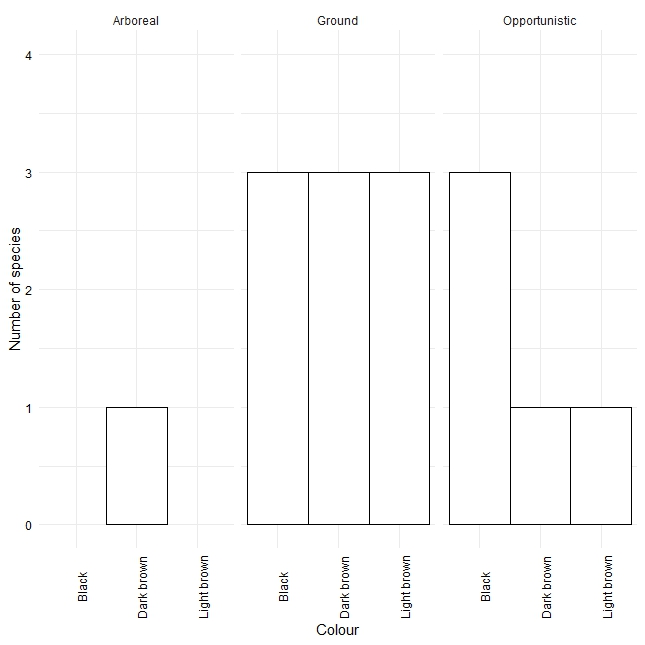 Arboreal Ground Opportunistic
4
3
2
1
0
Number of species
Black Dark brown Light brown Black Dark brown Light brown Black Dark brown Light brown
Colour